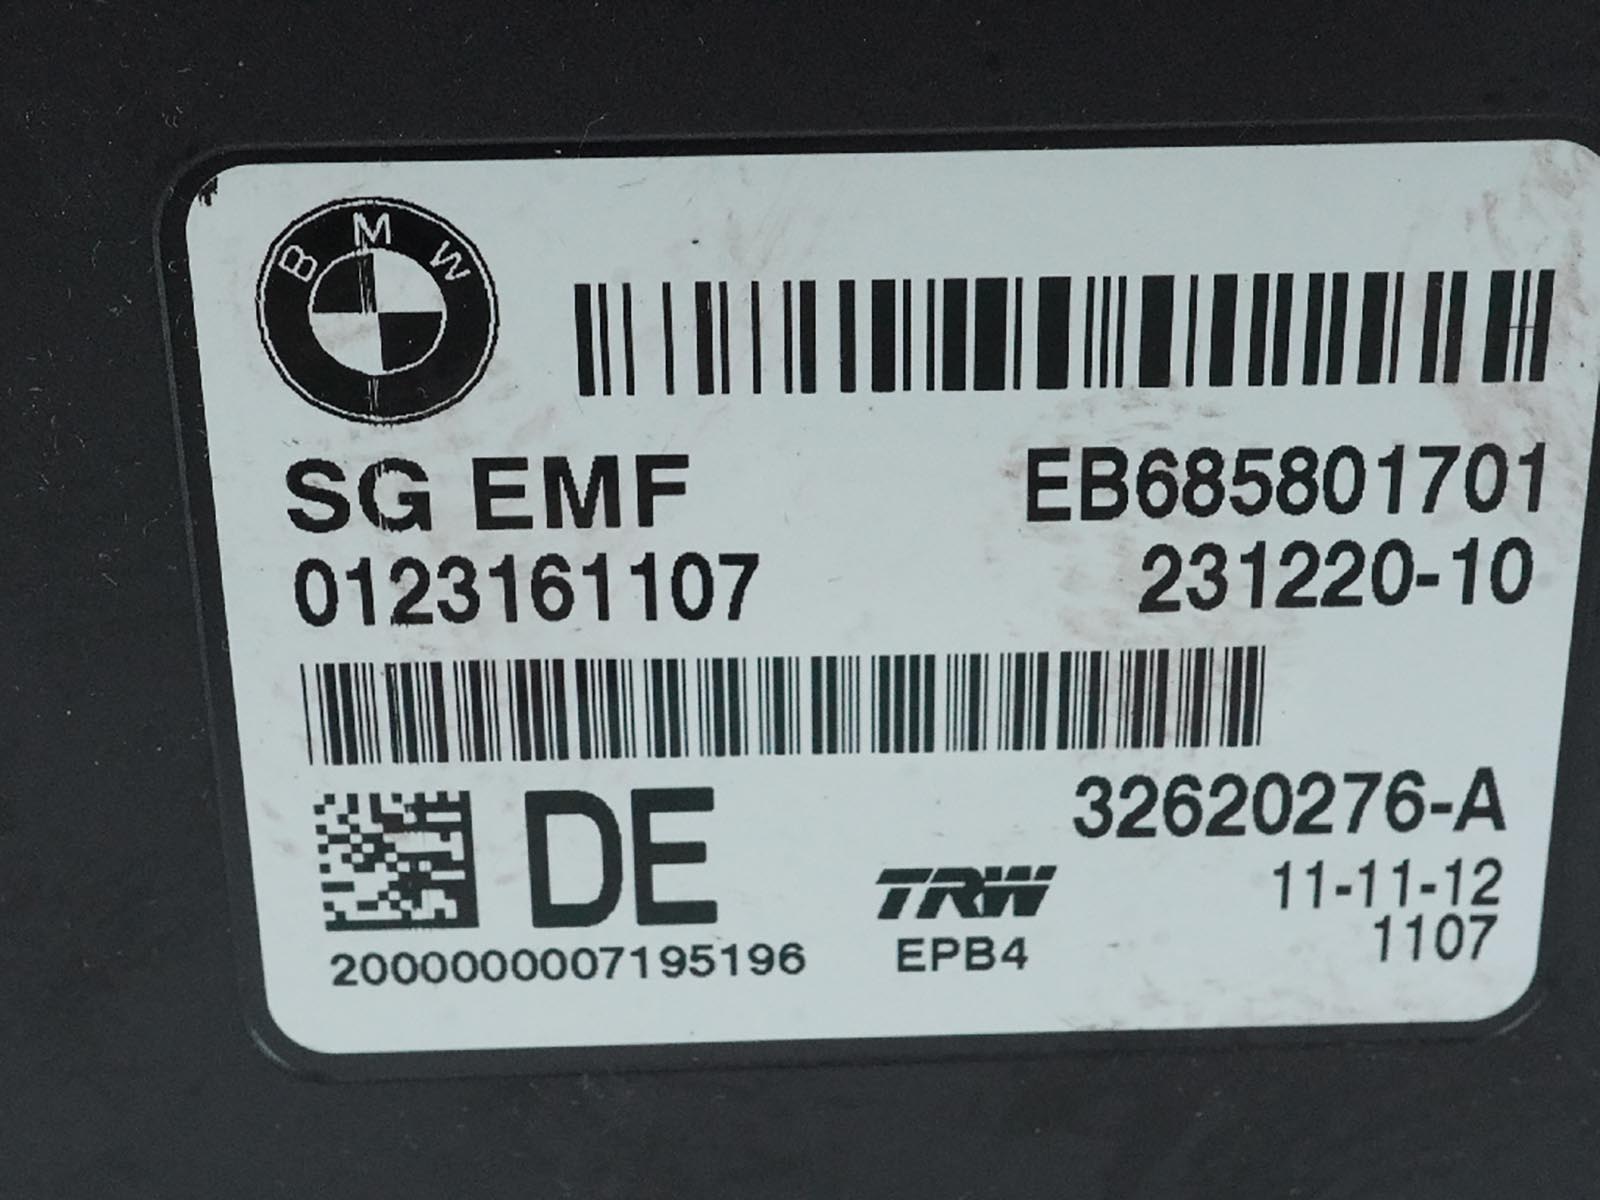 BMW
SG EMF EB685801701
0123161107 231220-10
DE 32620276-A
TRW 11-11-12
EPB4 1107
2000000007195196